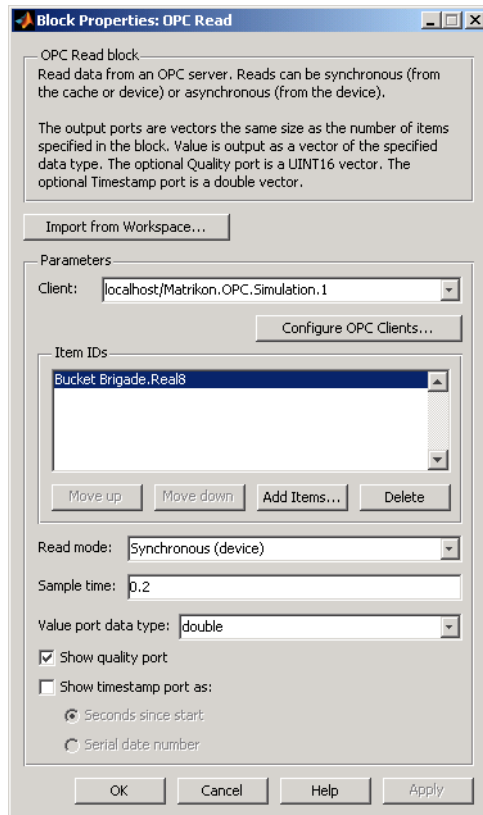 Block Properties: OPC Read
OPC Read block
Read data from an OPC server. Reads can be synchronous (from
the cache or device) or asynchronous (from the device).
The output ports are vectors the same size as the number of items
specified in the block. Value is output as a vector of the specified
data type. The optional Quality port is a UINT16 vector. The
optional Timestamp port is a double vector.
Import from Workspace...
Parameters
Client: localhost/Matrikon.OPC.Simulation.1
Configure OPC Clients...
Item IDs
Bucket Brigade.Real8
Move up Move down Add Items... Delete
Read mode: Synchronous (device)
Sample time: 0.2
Value port data type: double
Show quality port
Show timestamp port as:
Seconds since start
Serial date number
OK Cancel Help Apply